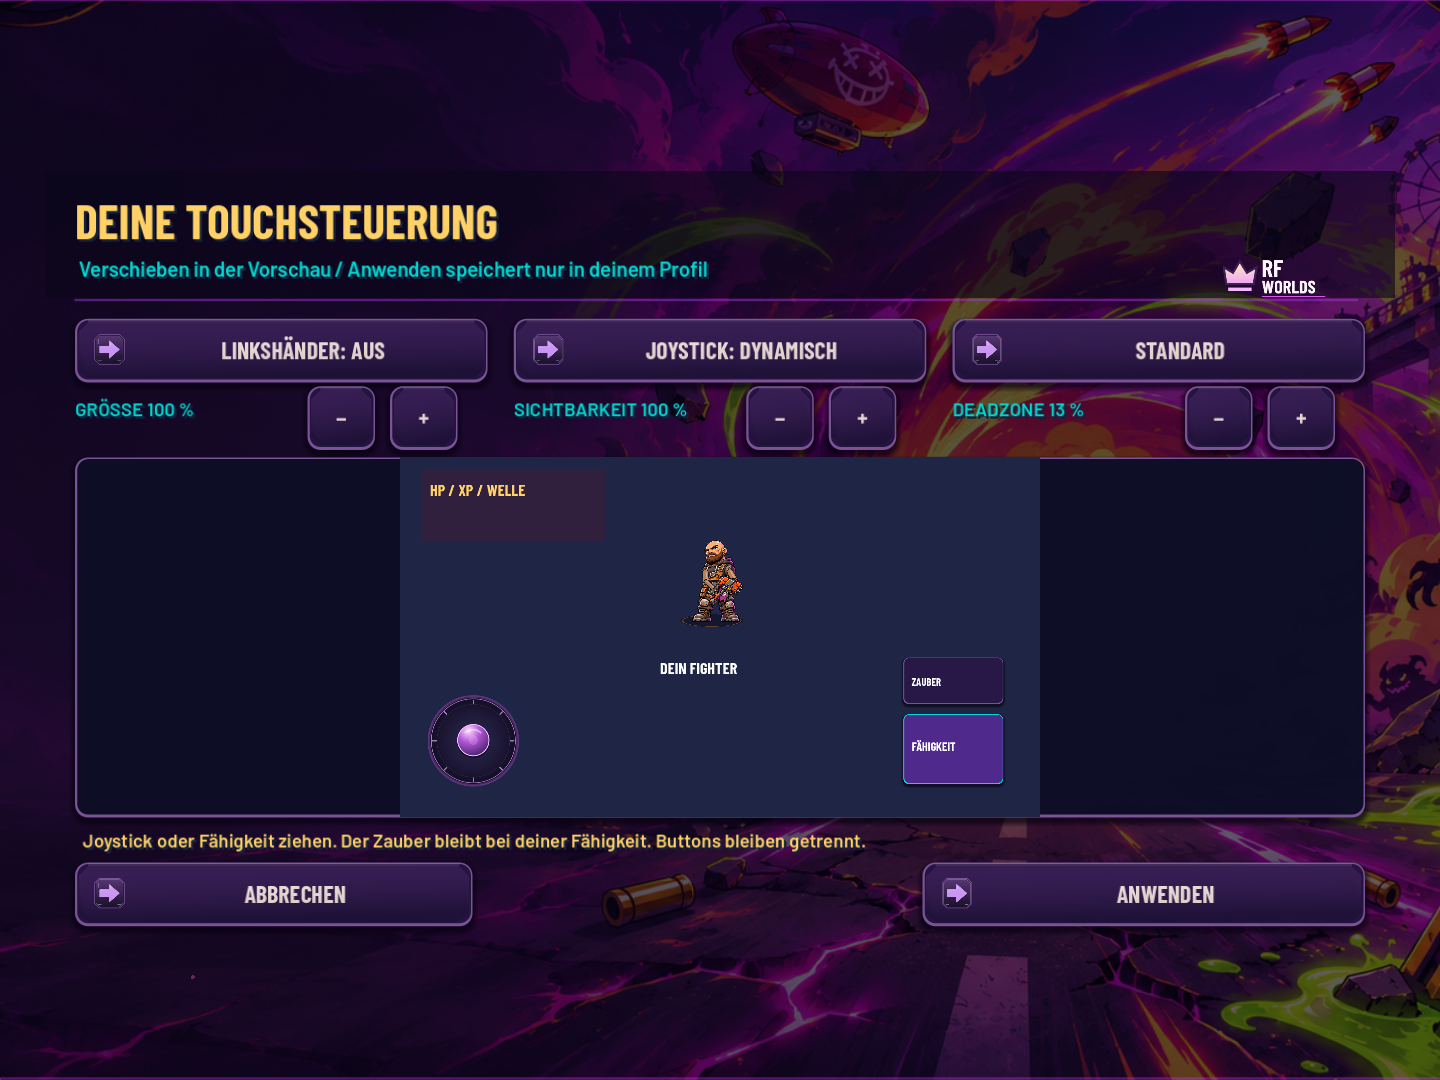 DEINE TOUCHSTEUERUNG
Verschieben in der Vorschau / Anwenden speichert nur in deinem Profil
RF
WORLDS
LINKSHÄNDER: AUS
JOYSTICK: DYNAMISCH
STANDARD
GRÖSSE 100 %
-
+
SICHTBARKEIT 100 %
-
+
DEADZONE 13 %
-
+
HP / XP / WELLE
DEIN FIGHTER
ZAUBER
FÄHIGKEIT
Joystick oder Fähigkeit ziehen. Der Zauber bleibt bei deiner Fähigkeit. Buttons bleiben getrennt.
ABBRECHEN
ANWENDEN